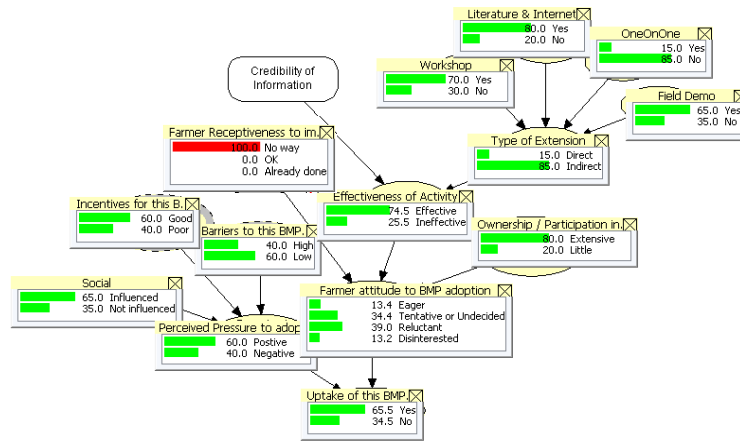 Literature & Internet
80.0 Yes
20.0 No
OneOnOne
15.0 Yes
85.0 No
Credibility of
Information
Workshop
70.0 Yes
30.0 No
Field Demo
65.0 Yes
35.0 No
Farmer Receptiveness to im.
100.0 No way
0.0 OK
0.0 Already done
Type of Extension
15.0 Direct
85.0 Indirect
Effectiveness of Activity
74.5 Effective
25.5 Ineffective
Incentives for this B.
60.0 Good
40.0 Poor
Barriers to this BMP.
40.0 High
60.0 Low
Ownership / Participation in.
80.0 Extensive
20.0 Little
Social
65.0 Influenced
35.0 Not influenced
Farmer attitude to BMP adoption
13.4 Eager
34.4 Tentative or Undecided
39.0 Reluctant
13.2 Disinterested
Perceived Pressure to adop
60.0 Postive
40.0 Negative
Uptake of this BMP.
65.5 Yes
34.5 No